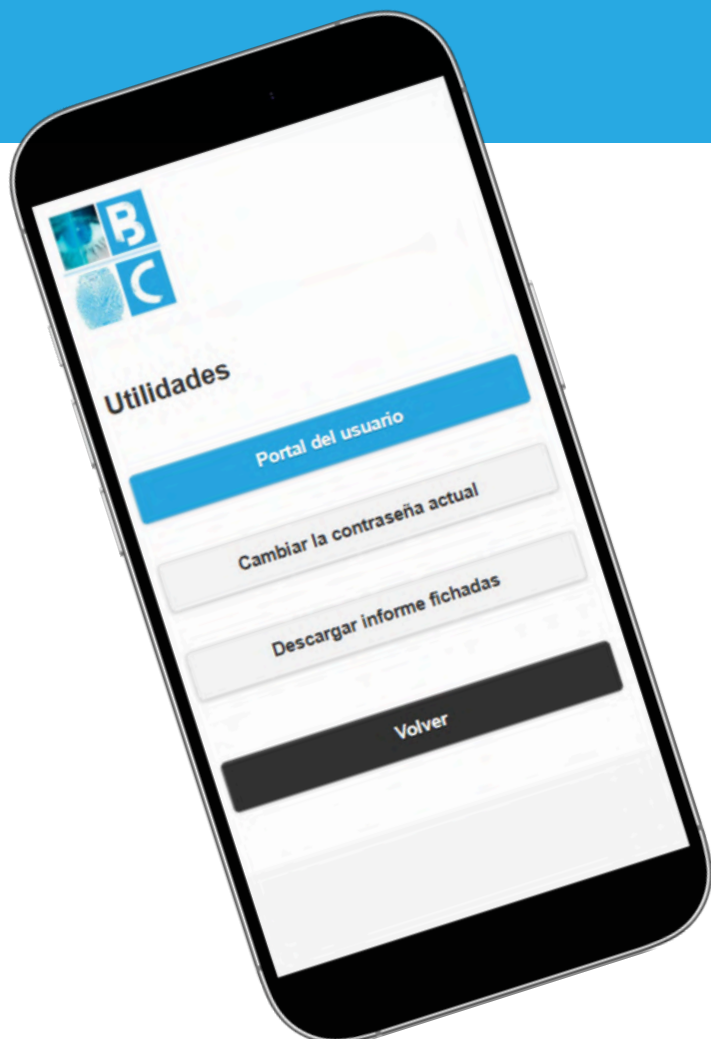 B
C
Utilidades
Portal del usuario
Cambiar la contraseña actual
Descargar informe fichadas
Volver